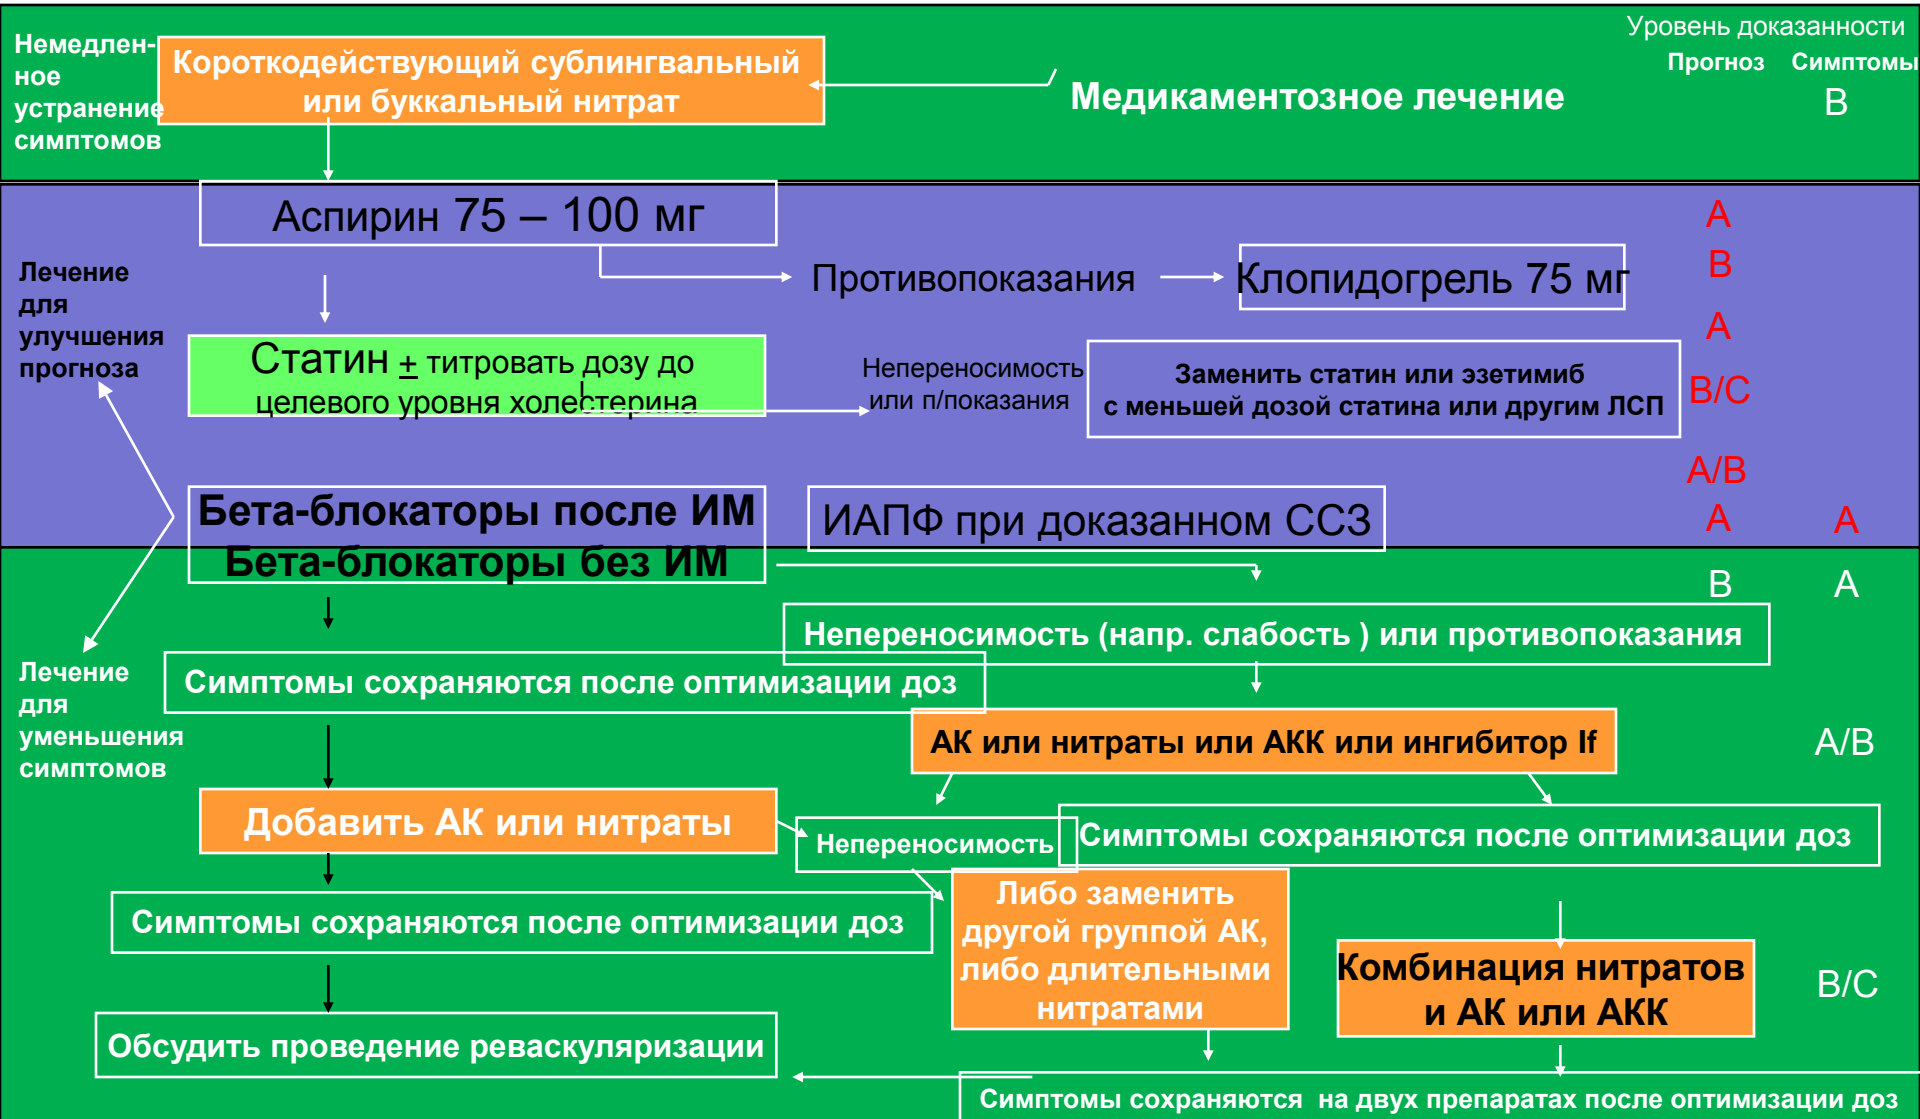 Уровень доказанности
Прогноз Симптомы
Немедлен-
ное
устранение
симптомов
Короткодействующий сублингвальный
или буккальный нитрат
Медикаментозное лечение
B
Аспирин 75 – 100 мг
A
Лечение
для
улучшения
прогноза
Противопоказания
Клопидогрель 75 мг
B
A
Статин + титровать дозу до
целевого уровня холестерина
Непереносимость
или п/показания
Заменить статин или эзетимиб
с меньшей дозой статина или другим ЛСП
B/C
A/B
Бета-блокаторы после ИМ
Бета-блокаторы без ИМ
ИАПФ при доказанном ССЗ
A A
B A
Непереносимость (напр. слабость ) или противопоказания
Лечение
для
уменьшения
симптомов
Симптомы сохраняются после оптимизации доз
АК или нитраты или АКК или ингибитор If
A/B
Добавить АК или нитраты
Непереносимость
Симптомы сохраняются после оптимизации доз
Симптомы сохраняются после оптимизации доз
Либо заменить
другой группой АК,
либо длительными
нитратами
Комбинация нитратов
и АК или АКК
B/C
Обсудить проведение реваскуляризации
Симптомы сохраняются на двух препаратах после оптимизации доз